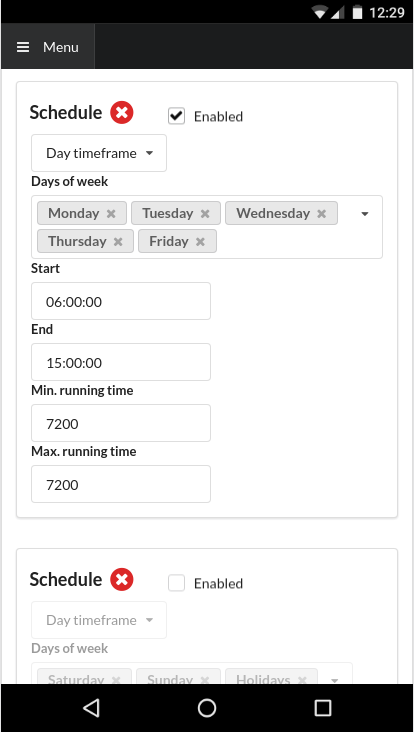 12:29
Menu
Schedule Enabled
Day timeframe
Days of week
Monday Tuesday Wednesday
Thursday Friday
Start
06:00:00
End
15:00:00
Min. running time
7200
Max. running time
7200
Schedule Enabled
Day timeframe
Days of week
Saturday Sunday Holidays